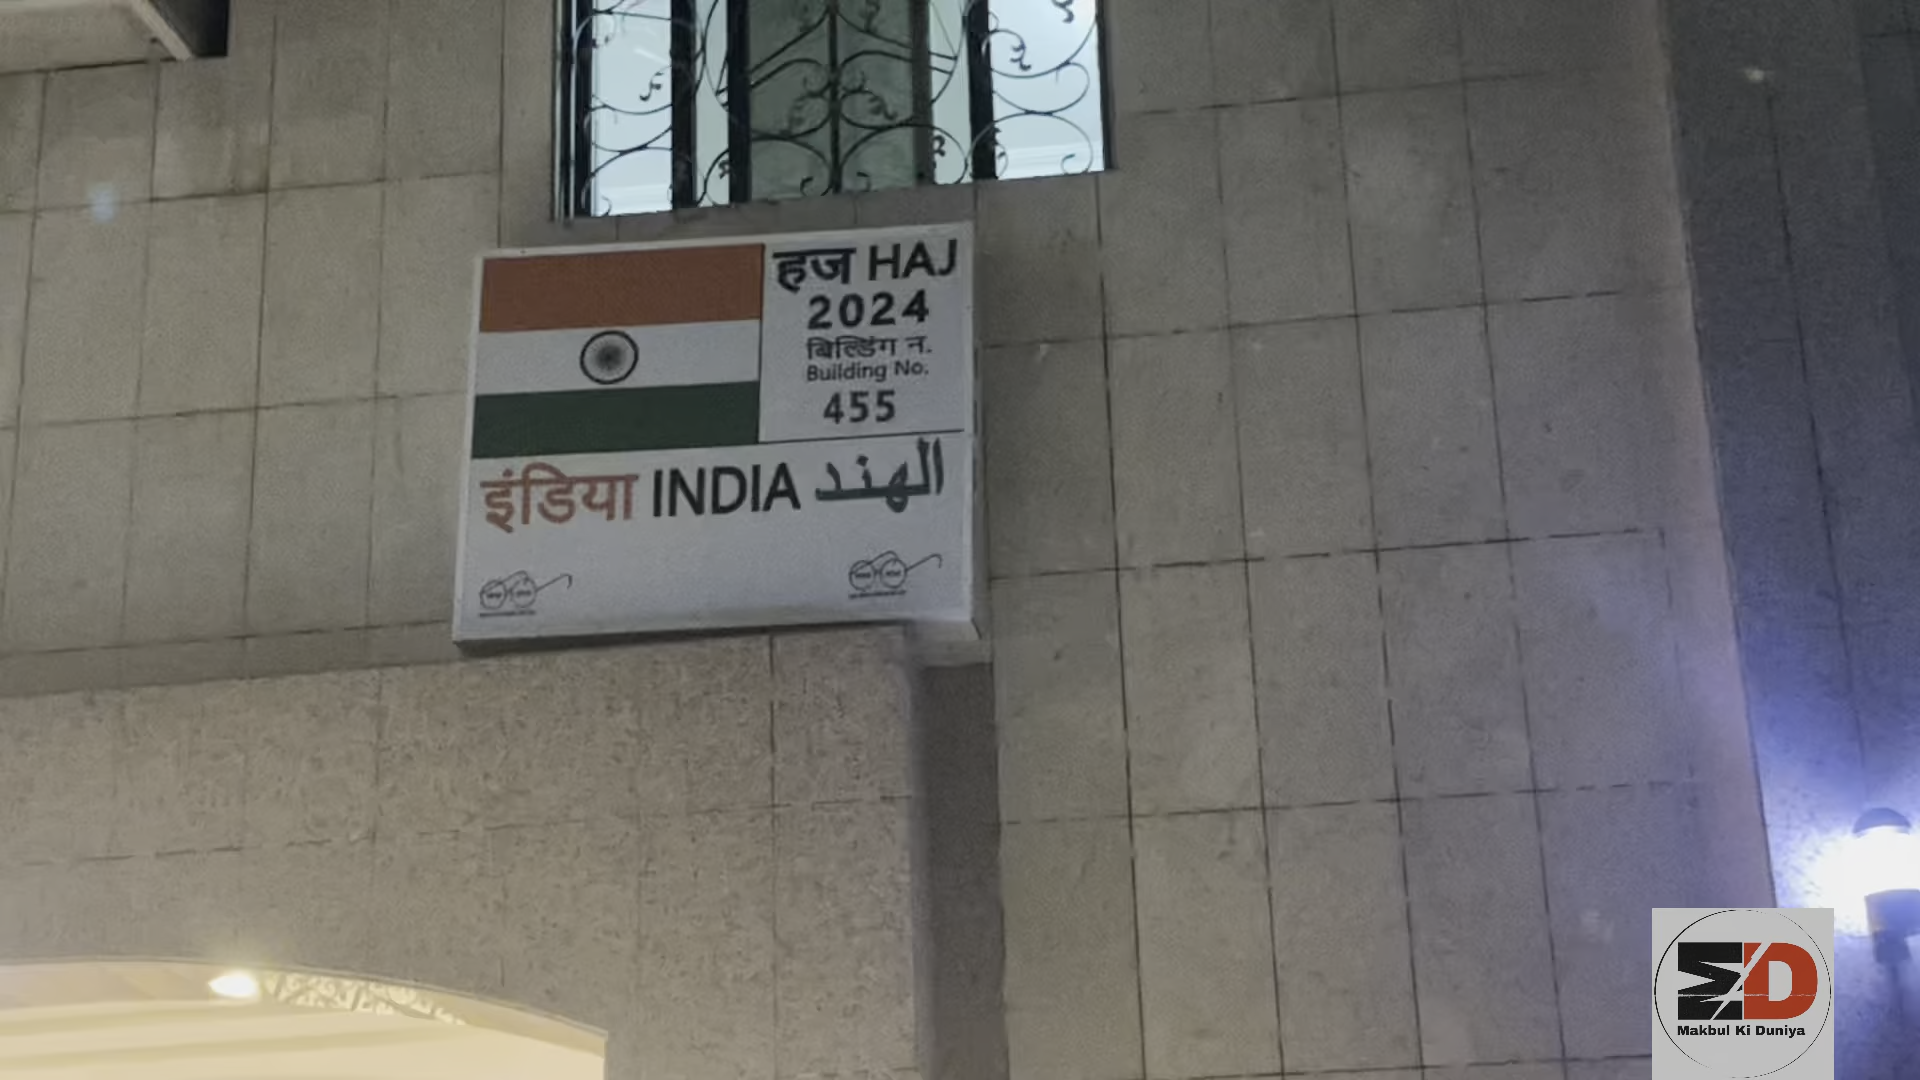 हज HAJ
2024
बिल्डिंग न.
Building No.
455
इंडिया INDIA الهند
Makbul Ki Duniya